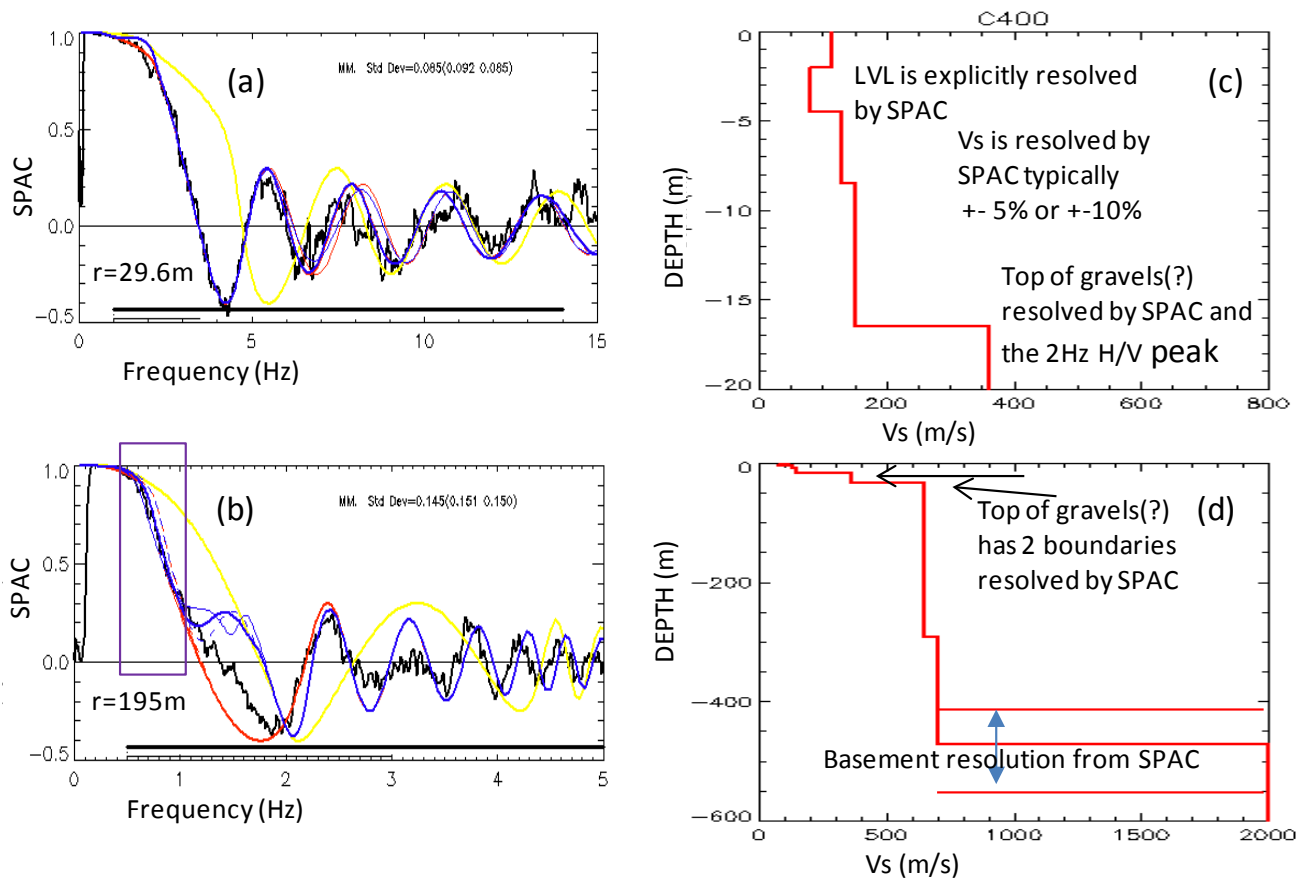 1.0
0.5
0.0
-0.5
SPAC
(a)
MM. Std Dev=0.085(0.092 0.085)
r=29.6m
0 5 10 15
Frequency (Hz)
1.0
0.5
0.0
-0.5
SPAC
(b)
MM. Std Dev=0.145(0.151 0.150)
r=195m
0 1 2 3 4 5
Frequency (Hz)
C400
0
-5
-10
-15
-20
DEPTH (m)
LVL is explicitly resolved
by SPAC
(c)
Vs is resolved by
SPAC typically
+- 5% or +-10%
Top of gravels(?)
resolved by SPAC and
the 2Hz H/V peak
0 200 400 600 800
Vs (m/s)
0
-200
-400
-600
DEPTH (m)
Top of gravels(?)
has 2 boundaries
resolved by SPAC
(d)
Basement resolution from SPAC
0 500 1000 1500 2000
Vs (m/s)